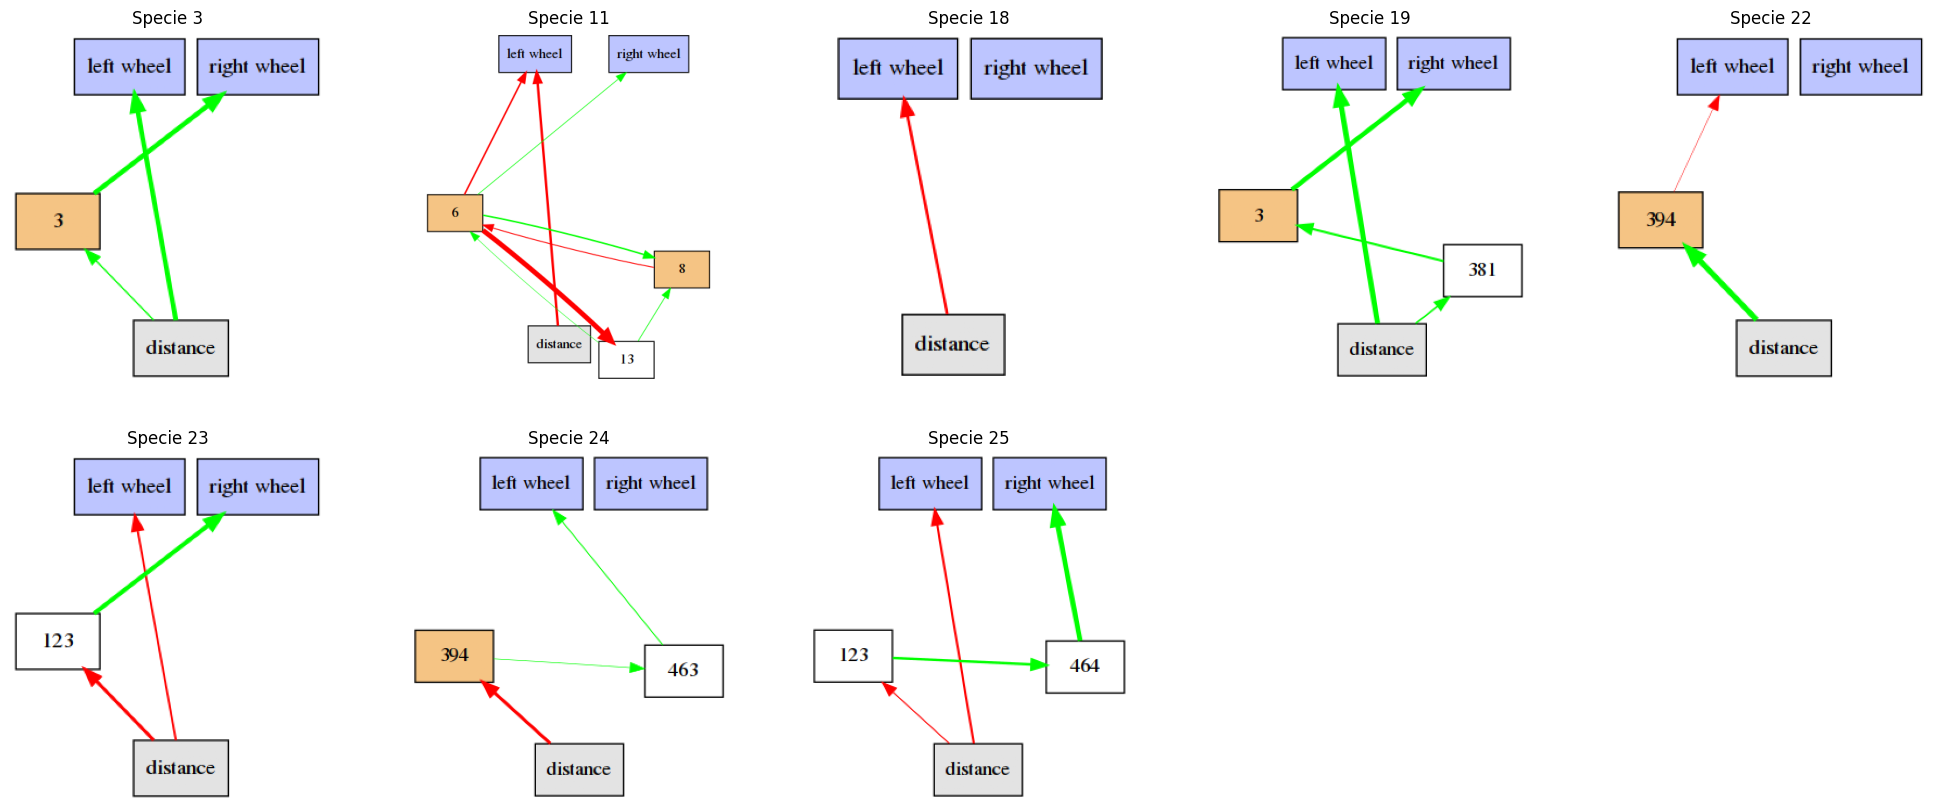 Specie 3
left wheel
right wheel
3
distance
Specie 11
left wheel
right wheel
6
8
distance
13
Specie 18
left wheel
right wheel
distance
Specie 19
left wheel
right wheel
3
381
distance
Specie 22
left wheel
right wheel
394
distance
Specie 23
left wheel
right wheel
123
distance
Specie 24
left wheel
right wheel
394
463
distance
Specie 25
left wheel
right wheel
123
464
distance